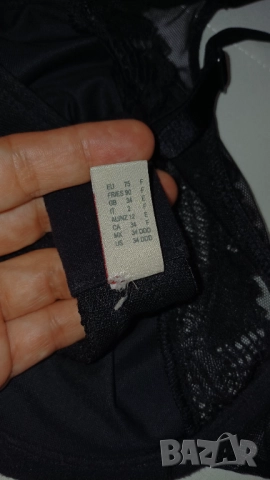 EU 75 F
FR/ES 90 F
GB 34 E
IT 3 F
AU/NZ 12 E
CA 34 F
MX 34 DDD
US 34 DDD
BAZAR